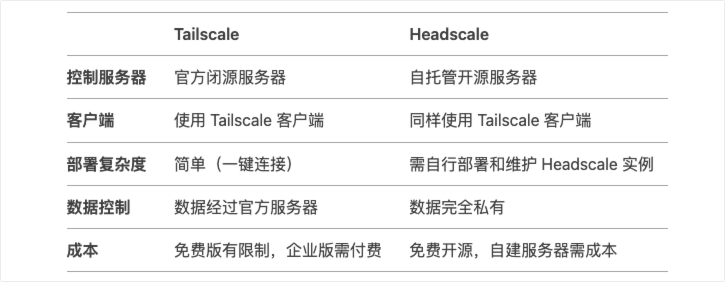 Tailscale Headscale
控制服务器 官方闭源服务器 自托管开源服务器
客户端 使用 Tailscale 客户端 同样使用 Tailscale 客户端
部署复杂度 简单（一键连接） 需自行部署和维护 Headscale 实例
数据控制 数据经过官方服务器 数据完全私有
成本 免费版有限制，企业版需付费 免费开源，自建服务器需成本